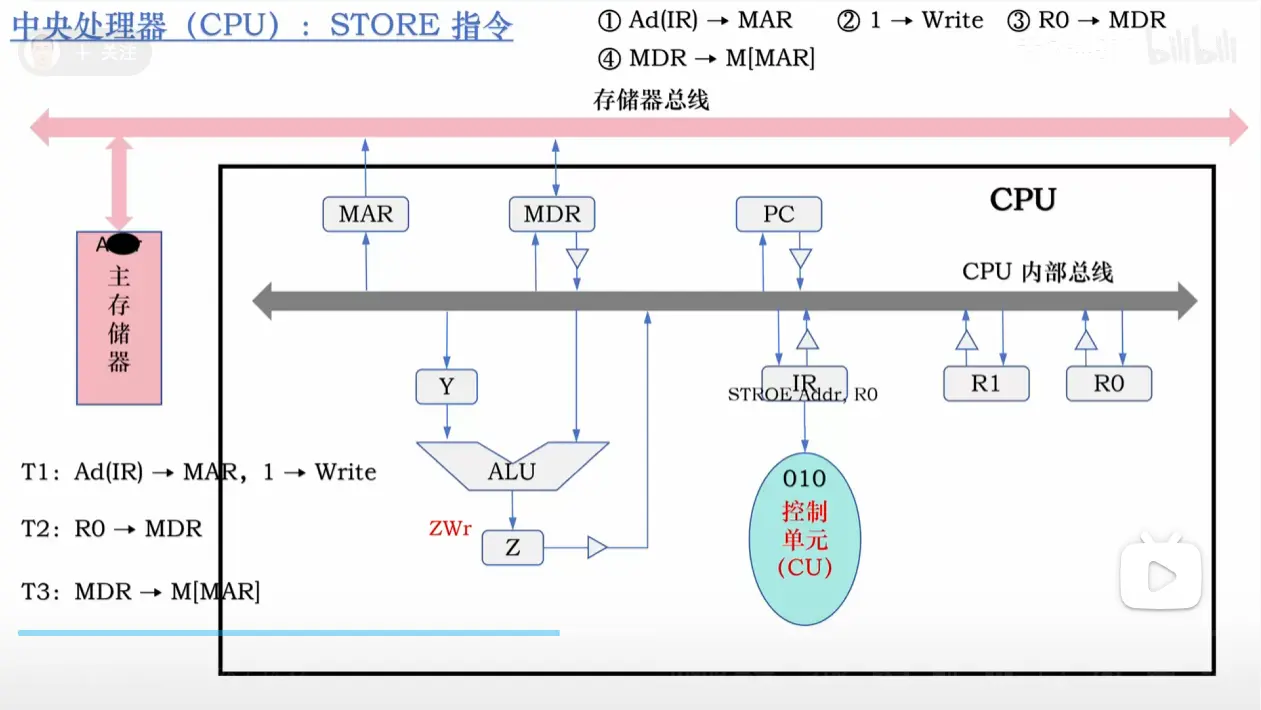 中央处理器（CPU）：STORE 指令
① Ad(IR) → MAR ② 1 → Write ③ R0 → MDR
④ MDR → M[MAR]
+ 关注
bilibili
存储器总线
CPU
MAR
MDR
PC
CPU 内部总线
主存储器
Y
IR
R1
R0
STROE Addr, R0
ALU
010
控制
单元
(CU)
T1: Ad(IR) → MAR，1 → Write
ZWr
Z
T2: R0 → MDR
T3: MDR → M[MAR]